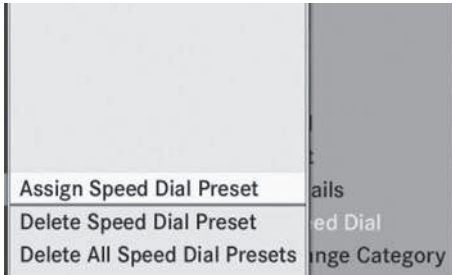 Assign Speed Dial Preset
ails
Delete Speed Dial Preset
ed Dial
Delete All Speed Dial Presets
nge Category